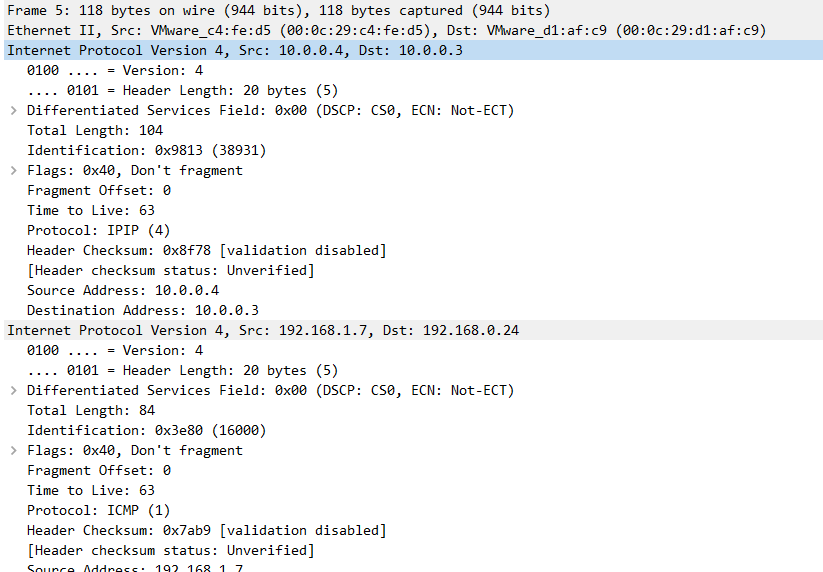 Frame 5: 118 bytes on wire (944 bits), 118 bytes captured (944 bits)
Ethernet II, Src: VMware_c4:fe:d5 (00:0c:29:c4:fe:d5), Dst: VMware_d1:af:c9 (00:0c:29:d1:af:c9)
Internet Protocol Version 4, Src: 10.0.0.4, Dst: 10.0.0.3
0100 .... = Version: 4
.... 0101 = Header Length: 20 bytes (5)
Differentiated Services Field: 0x00 (DSCP: CS0, ECN: Not-ECT)
Total Length: 104
Identification: 0x9813 (38931)
Flags: 0x40, Don't fragment
Fragment Offset: 0
Time to Live: 63
Protocol: IPIP (4)
Header Checksum: 0x8f78 [validation disabled]
[Header checksum status: Unverified]
Source Address: 10.0.0.4
Destination Address: 10.0.0.3
Internet Protocol Version 4, Src: 192.168.1.7, Dst: 192.168.0.24
0100 .... = Version: 4
.... 0101 = Header Length: 20 bytes (5)
Differentiated Services Field: 0x00 (DSCP: CS0, ECN: Not-ECT)
Total Length: 84
Identification: 0x3e80 (16000)
Flags: 0x40, Don't fragment
Fragment Offset: 0
Time to Live: 63
Protocol: ICMP (1)
Header Checksum: 0x7ab9 [validation disabled]
[Header checksum status: Unverified]
Source Address: 192.168.1.7